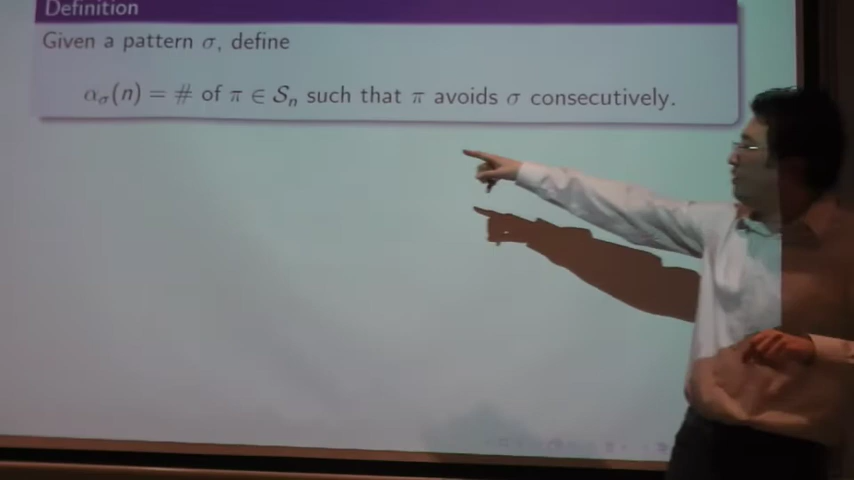 Definition
Given a pattern σ, define
α_σ(n) = # of π ∈ S_n such that π avoids σ consecutively.